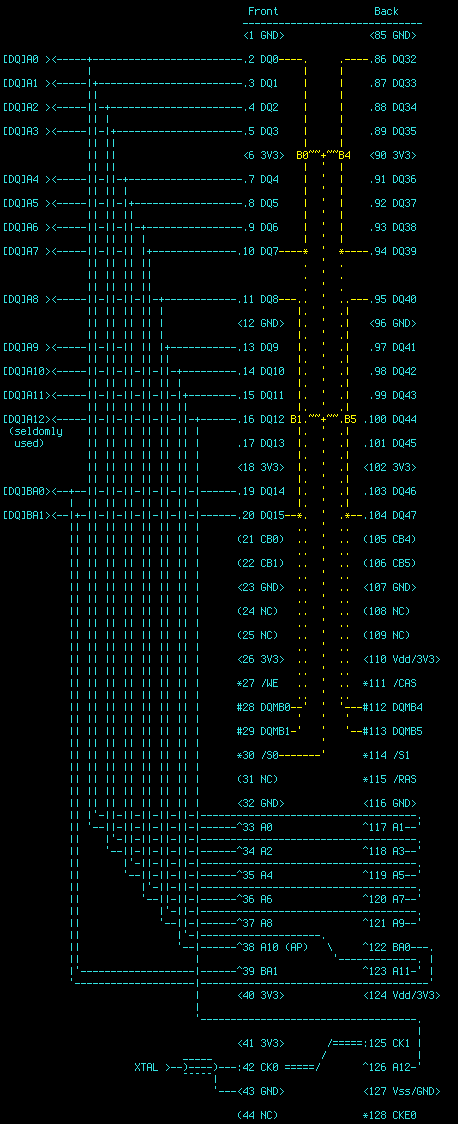 Front Back
<1 GND> <85 GND>
[DQ]A0 >< .2 DQ0 .86 DQ32
[DQ]A1 >< .3 DQ1 .87 DQ33
[DQ]A2 >< .4 DQ2 .88 DQ34
[DQ]A3 >< .5 DQ3 .89 DQ35
<6 3V3> B0~~+~~B4 <90 3V3>
[DQ]A4 >< .7 DQ4 .91 DQ36
[DQ]A5 >< .8 DQ5 .92 DQ37
[DQ]A6 >< .9 DQ6 .93 DQ38
[DQ]A7 >< .10 DQ7 .94 DQ39
[DQ]A8 >< .11 DQ8 .95 DQ40
<12 GND> <96 GND>
[DQ]A9 >< .13 DQ9 .97 DQ41
[DQ]A10 >< .14 DQ10 .98 DQ42
[DQ]A11 >< .15 DQ11 .99 DQ43
[DQ]A12 >< .16 DQ12 B1.~~+~~.B5 .100 DQ44
(seldomly
used) .17 DQ13 .101 DQ45
<18 3V3> <102 3V3>
[DQ]BA0 >< .19 DQ14 .103 DQ46
[DQ]BA1 >< .20 DQ15 .104 DQ47
(21 CB0) (105 CB4)
(22 CB1) (106 CB5)
<23 GND> <107 GND>
(24 NC) (108 NC)
(25 NC) (109 NC)
<26 3V3> <110 Vdd/3V3>
*27 /WE *111 /CAS
#28 DQMB0 #112 DQMB4
#29 DQMB1 #113 DQMB5
*30 /S0 *114 /S1
(31 NC) *115 /RAS
<32 GND> <116 GND>
^33 A0 ^117 A1
^34 A2 ^118 A3
^35 A4 ^119 A5
^36 A6 ^120 A7
^37 A8 ^121 A9
^38 A10 (AP) ^122 BA0
^39 BA1 ^123 A11
<40 3V3> <124 Vdd/3V3>
<41 3V3> /=====:125 CK1
XTAL > :42 CK0 =====/ ^126 A12
<43 GND> <127 Vss/GND>
(44 NC) *128 CKE0